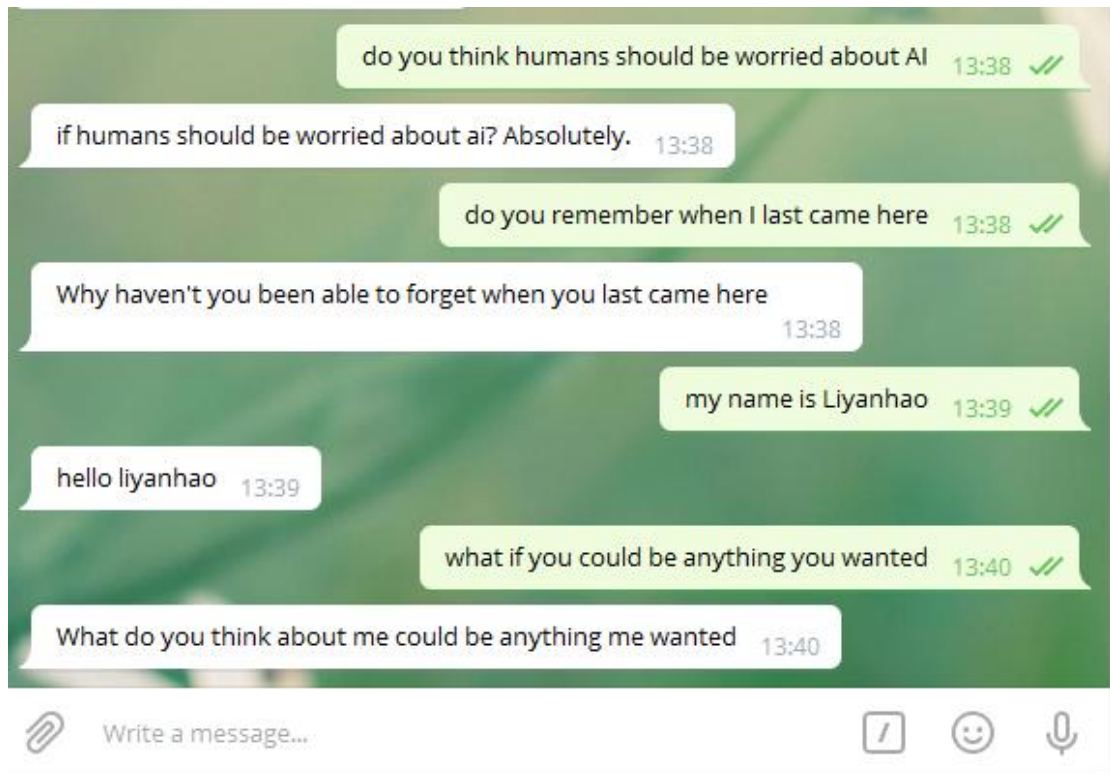 do you think humans should be worried about AI 13:38
if humans should be worried about ai? Absolutely. 13:38
do you remember when I last came here 13:38
Why haven't you been able to forget when you last came here
13:38
my name is Liyanhao 13:39
hello liyanhao 13:39
what if you could be anything you wanted 13:40
What do you think about me could be anything me wanted 13:40
Write a message...